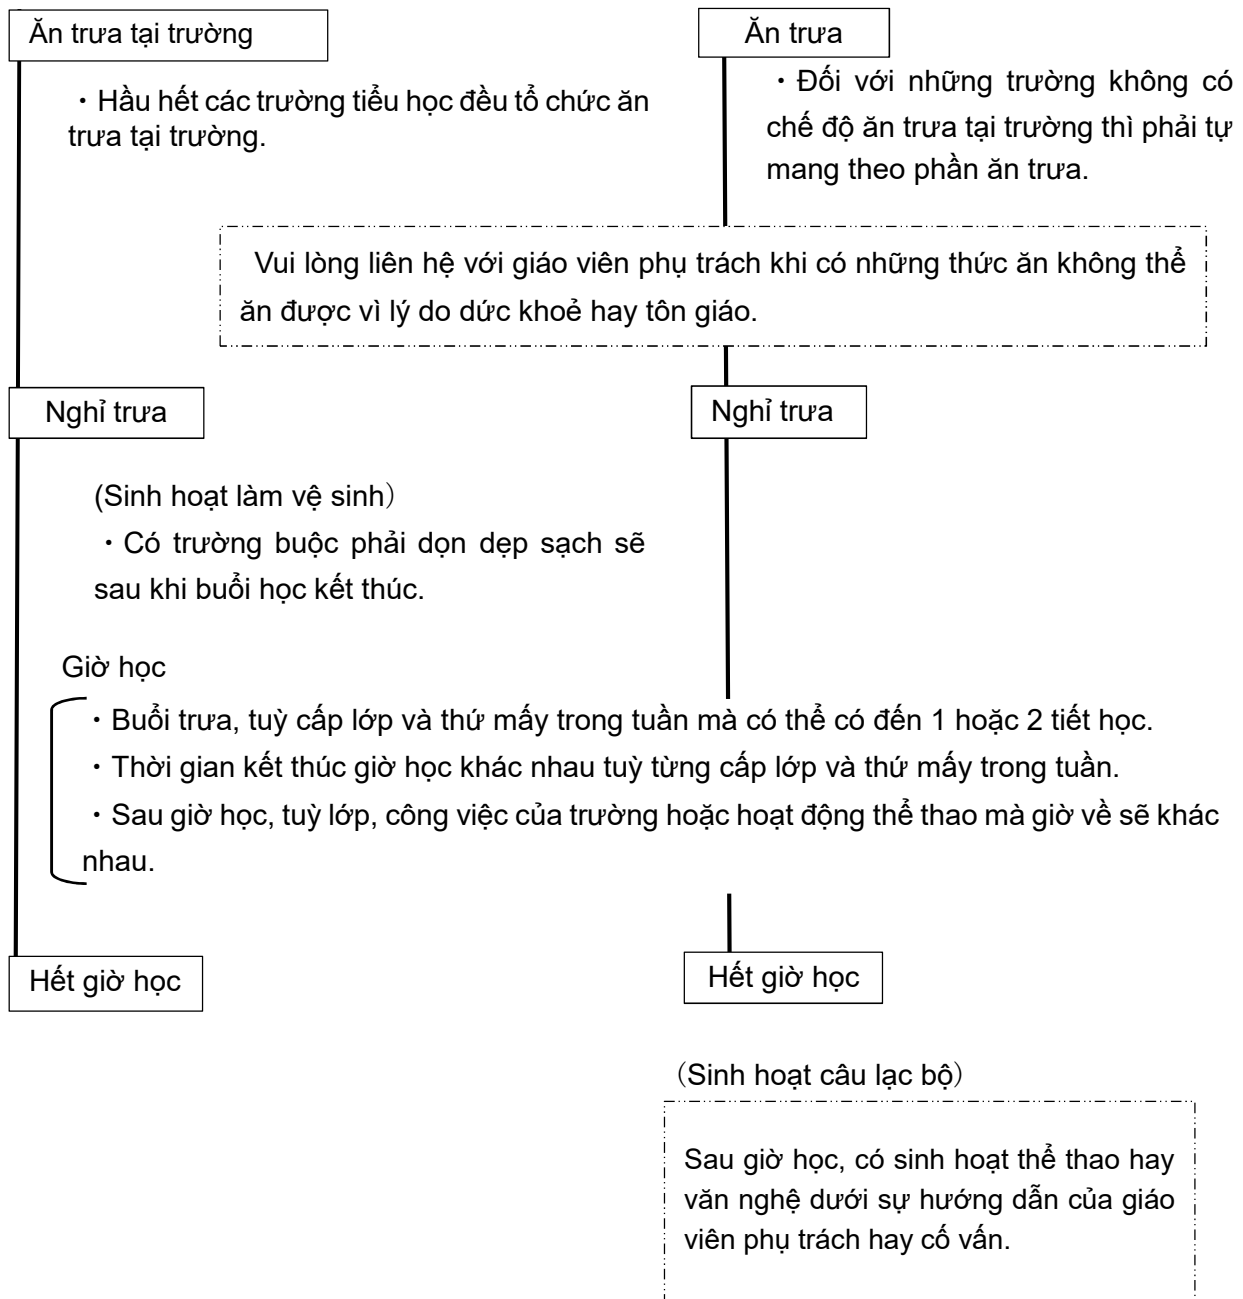 Ăn trưa tại trường
Ăn trưa
・Hầu hết các trường tiểu học đều tổ chức ăn
trưa tại trường.
・Đối với những trường không có
chế độ ăn trưa tại trường thì phải tự
mang theo phần ăn trưa.
Vui lòng liên hệ với giáo viên phụ trách khi có những thức ăn không thể
ăn được vì lý do dức khoẻ hay tôn giáo.
Nghỉ trưa
Nghỉ trưa
(Sinh hoạt làm vệ sinh）
・Có trường buộc phải dọn dẹp sạch sẽ
sau khi buổi học kết thúc.
Giờ học
・Buổi trưa, tuỳ cấp lớp và thứ mấy trong tuần mà có thể có đến 1 hoặc 2 tiết học.
・Thời gian kết thúc giờ học khác nhau tuỳ từng cấp lớp và thứ mấy trong tuần.
・Sau giờ học, tuỳ lớp, công việc của trường hoặc hoạt động thể thao mà giờ về sẽ khác
nhau.
Hết giờ học
Hết giờ học
（Sinh hoạt câu lạc bộ）
Sau giờ học, có sinh hoạt thể thao hay
văn nghệ dưới sự hướng dẫn của giáo
viên phụ trách hay cố vấn.